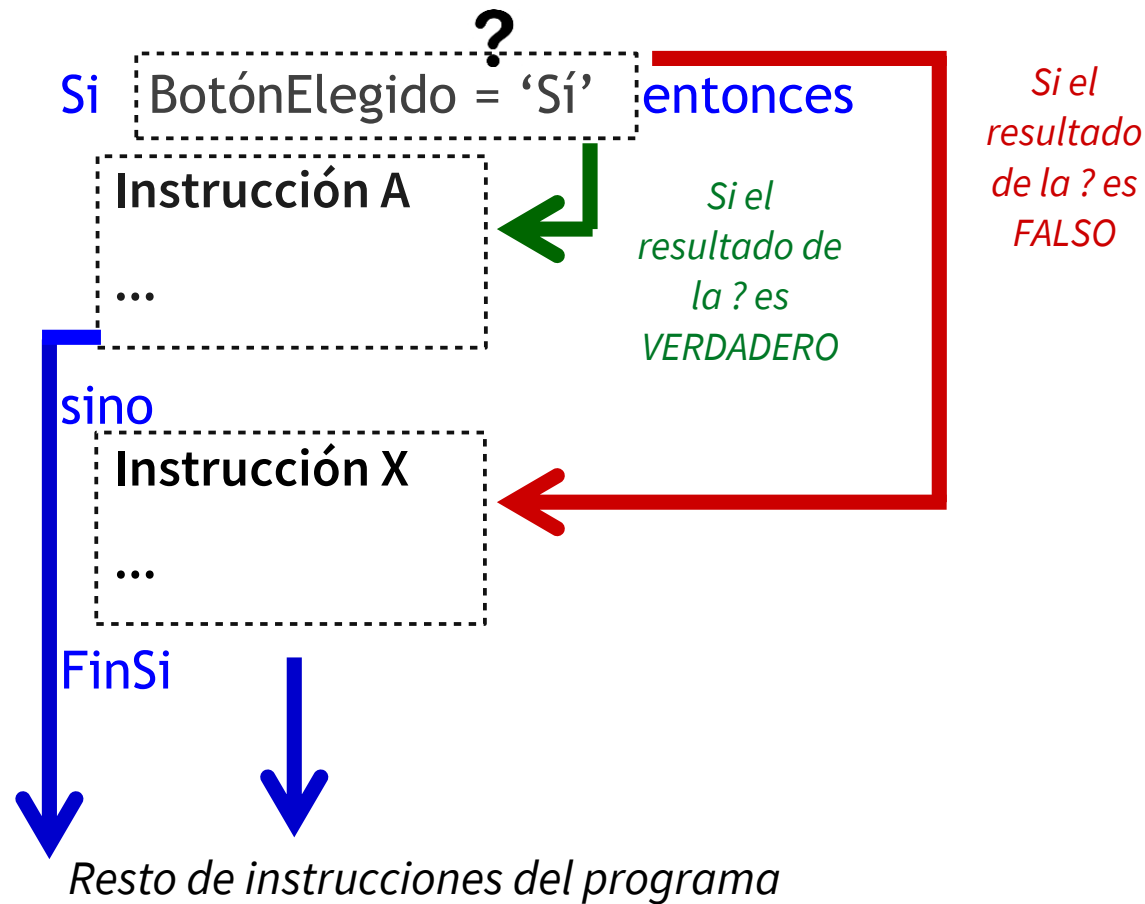 ?
Si BotónElegido = ‘Sí’ entonces
Instrucción A
...
Si el
resultado de
la ? es
VERDADERO
Si el
resultado
de la ? es
FALSO
sino
Instrucción X
...
FinSi
Resto de instrucciones del programa